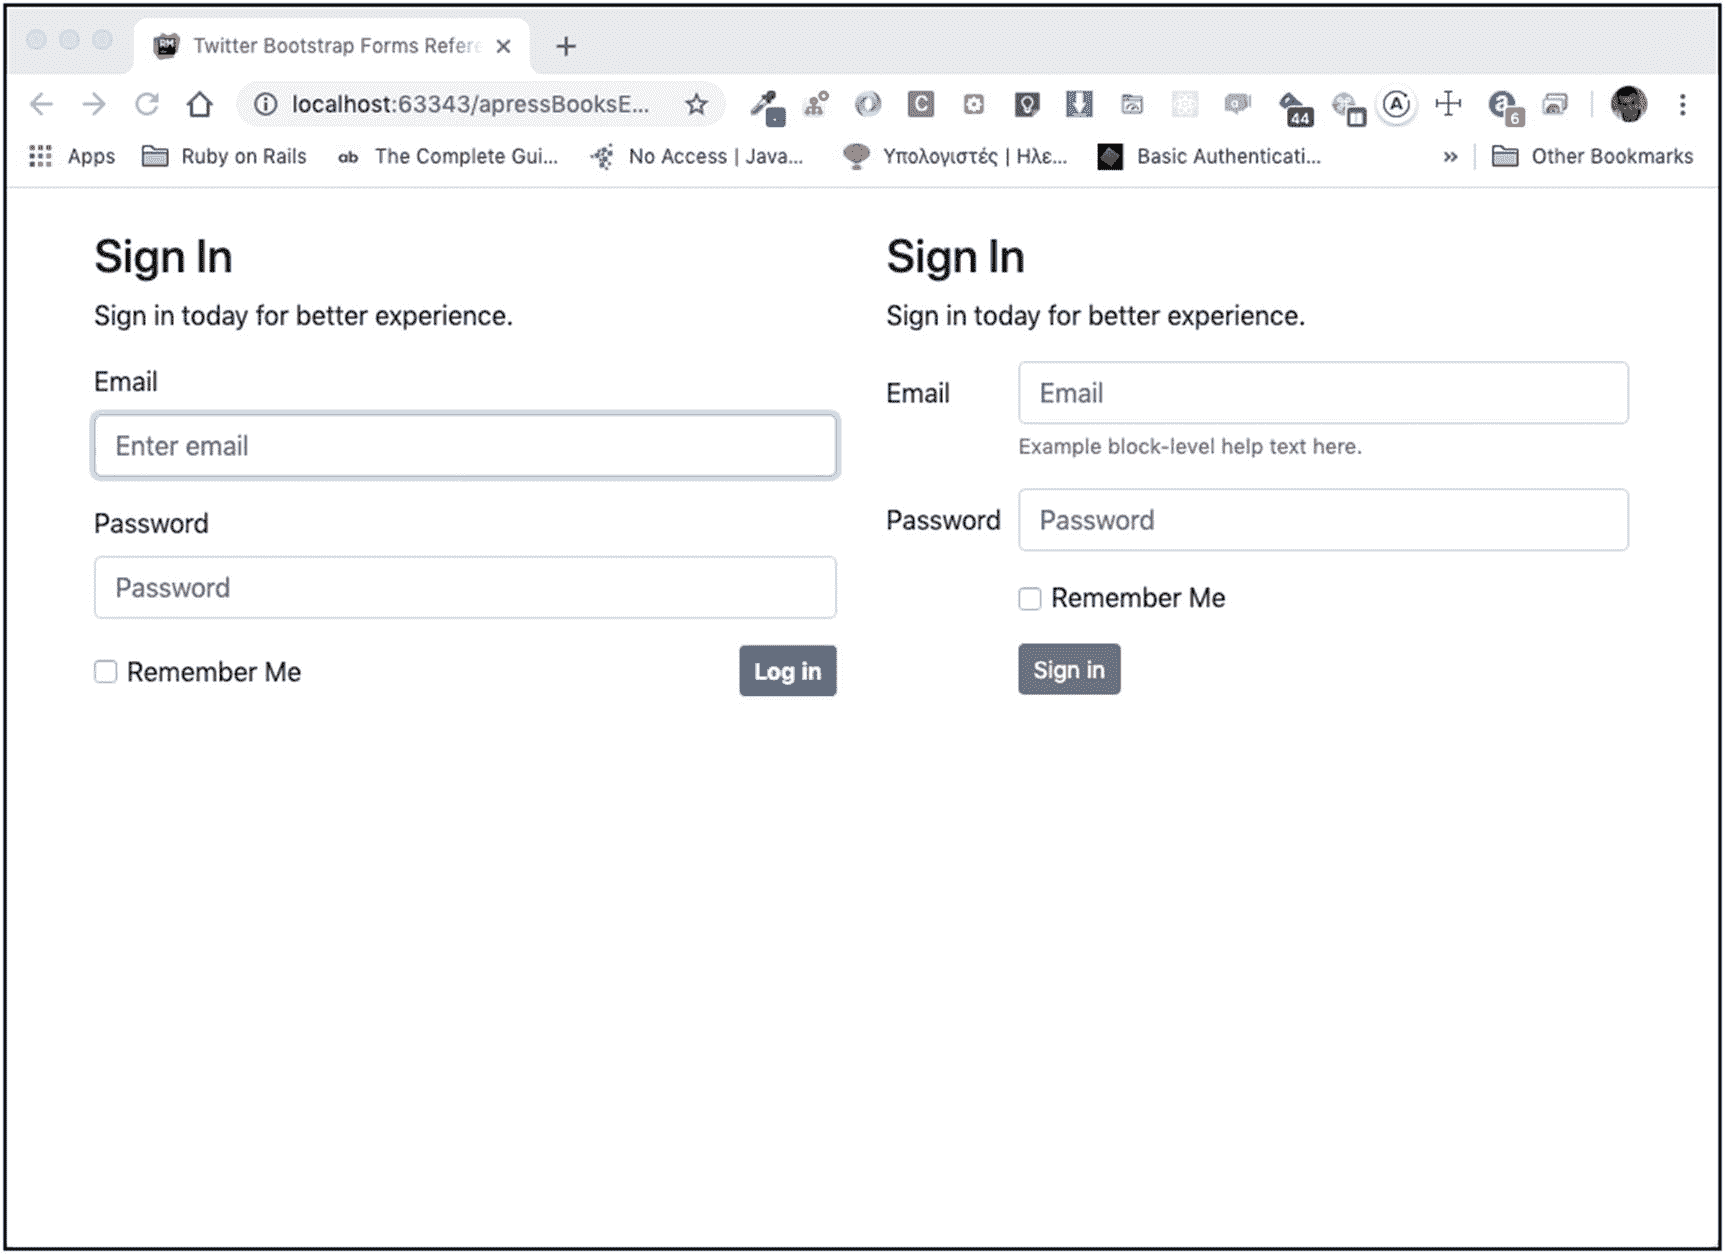 Twitter Bootstrap Forms Refere
localhost:63343/apressBooksE...
44
6
Apps
Ruby on Rails
ab
The Complete Gui...
No Access | Java...
Υπολογιστές | Ηλε...
Basic Authenticati...
»
Other Bookmarks
Sign In
Sign in today for better experience.
Email
Enter email
Password
Password
Remember Me
Log in
Sign In
Sign in today for better experience.
Email
Email
Example block-level help text here.
Password
Password
Remember Me
Sign in